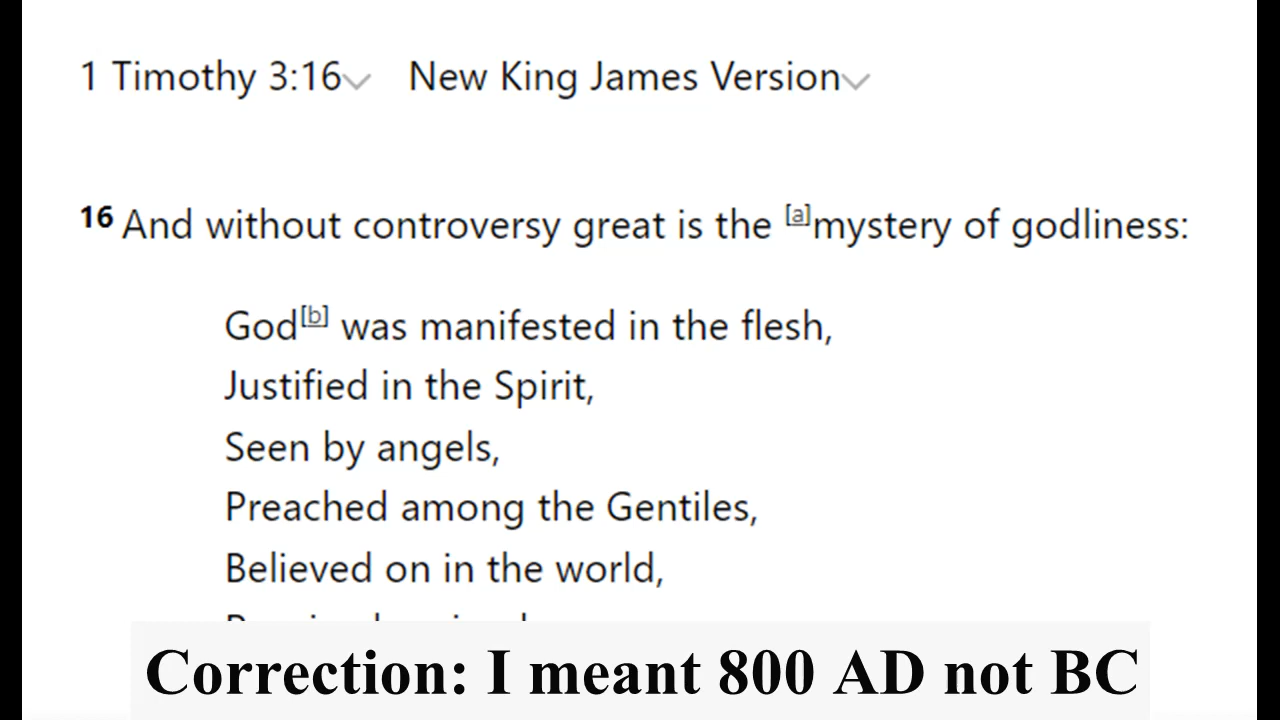 1 Timothy 3:16 New King James Version
16 And without controversy great is the [a]mystery of godliness:
God[b] was manifested in the flesh,
Justified in the Spirit,
Seen by angels,
Preached among the Gentiles,
Believed on in the world,
Correction: I meant 800 AD not BC